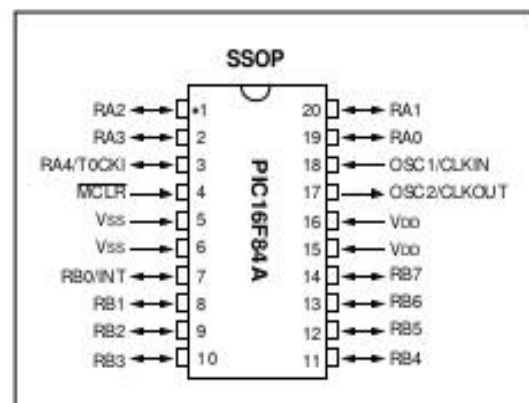 SSOP
RA2 •1 20 RA1
RA3 2 19 RA0
RA4/T0CKI 3 18 OSC1/CLKIN
MCLR 4 17 OSC2/CLKOUT
VSS 5 16 VDD
VSS 6 15 VDD
RB0/INT 7 14 RB7
RB1 8 13 RB6
RB2 9 12 RB5
RB3 10 11 RB4
PIC16F84A